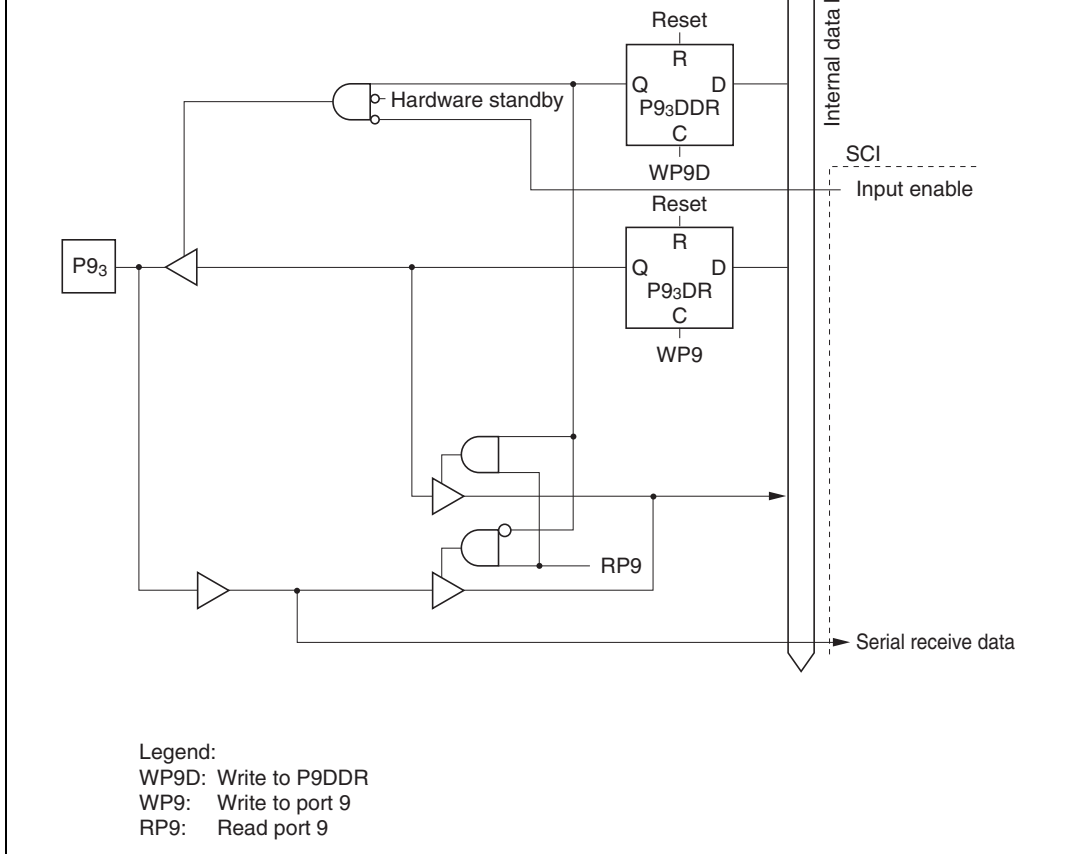 Reset
R
Q D
P93DDR
C
WP9D
Hardware standby
Internal data
SCI
Input enable
Reset
R
Q D
P93DR
C
WP9
P93
RP9
Serial receive data
Legend:
WP9D: Write to P9DDR
WP9: Write to port 9
RP9: Read port 9